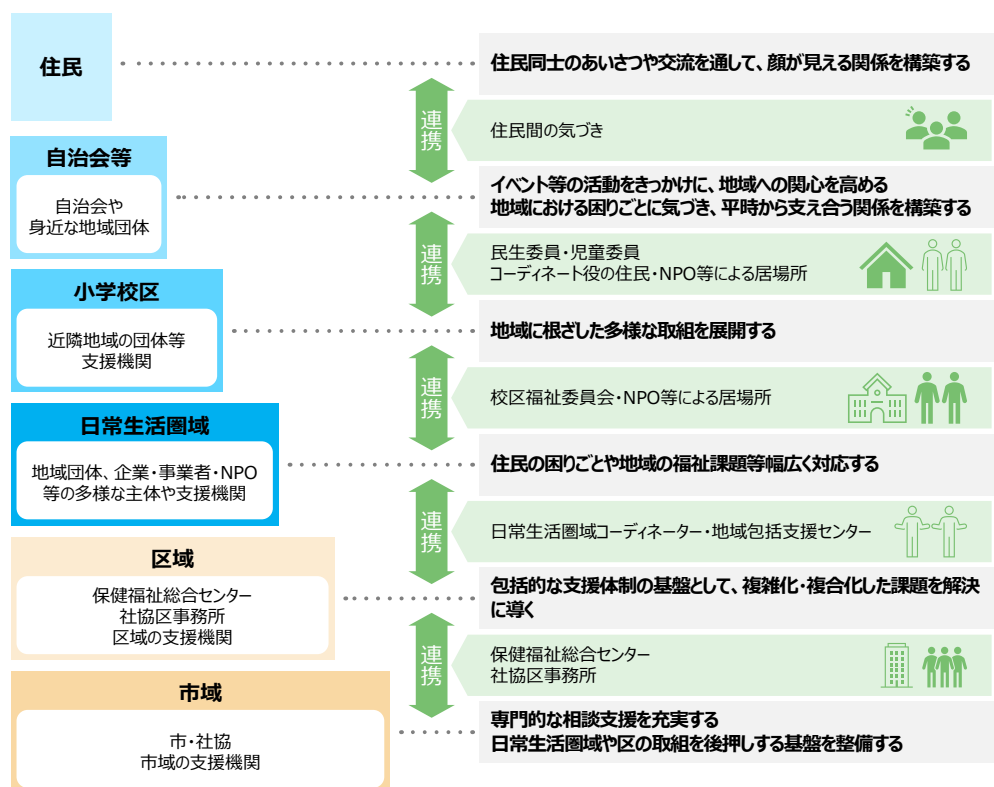 住民
住民同士のあいさつや交流を通して、顔が見える関係を構築する
連携
住民間の気づき
自治会等
自治会や
身近な地域団体
イベント等の活動をきっかけに、地域への関心を高める
地域における困りごとに気づき、平時から支え合う関係を構築する
連携
民生委員・児童委員
コーディネート役の住民・NPO等による居場所
小学校区
近隣地域の団体等
支援機関
地域に根ざした多様な取組を展開する
連携
校区福祉委員会・NPO等による居場所
日常生活圏域
地域団体、企業・事業者・NPO
等の多様な主体や支援機関
住民の困りごとや地域の福祉課題等幅広く対応する
連携
日常生活圏域コーディネーター・地域包括支援センター
区域
保健福祉総合センター
社協区事務所
区域の支援機関
包括的な支援体制の基盤として、複雑化・複合化した課題を解決
に導く
連携
保健福祉総合センター
社協区事務所
市域
市・社協
市域の支援機関
専門的な相談支援を充実する
日常生活圏域や区の取組を後押しする基盤を整備する